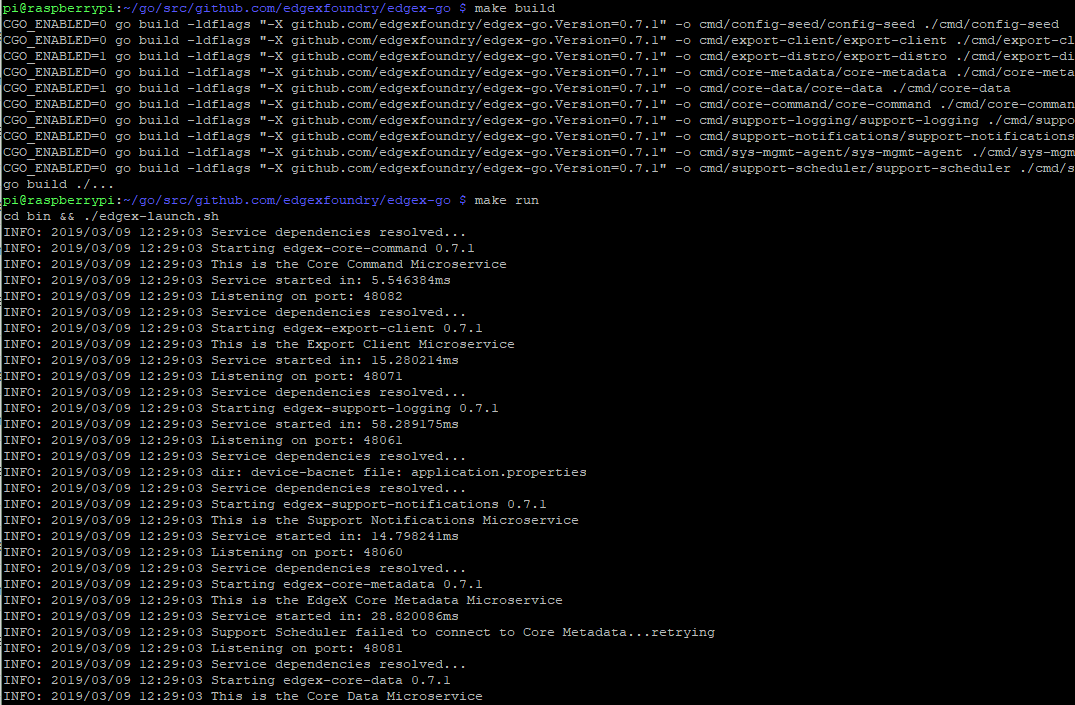 pi@raspberrypi:~/go/src/github.com/edgexfoundry/edgex-go $ make build
CGO_ENABLED=0 go build -ldflags "-X github.com/edgexfoundry/edgex-go.Version=0.7.1" -o cmd/config-seed/config-seed ./cmd/config-seed
CGO_ENABLED=0 go build -ldflags "-X github.com/edgexfoundry/edgex-go.Version=0.7.1" -o cmd/export-client/export-client ./cmd/export-cl
CGO_ENABLED=1 go build -ldflags "-X github.com/edgexfoundry/edgex-go.Version=0.7.1" -o cmd/export-distro/export-distro ./cmd/export-di
CGO_ENABLED=0 go build -ldflags "-X github.com/edgexfoundry/edgex-go.Version=0.7.1" -o cmd/core-metadata/core-metadata ./cmd/core-meta
CGO_ENABLED=1 go build -ldflags "-X github.com/edgexfoundry/edgex-go.Version=0.7.1" -o cmd/core-data/core-data ./cmd/core-data
CGO_ENABLED=0 go build -ldflags "-X github.com/edgexfoundry/edgex-go.Version=0.7.1" -o cmd/core-command/core-command ./cmd/core-comman
CGO_ENABLED=0 go build -ldflags "-X github.com/edgexfoundry/edgex-go.Version=0.7.1" -o cmd/support-logging/support-logging ./cmd/suppo
CGO_ENABLED=0 go build -ldflags "-X github.com/edgexfoundry/edgex-go.Version=0.7.1" -o cmd/support-notifications/support-notifications
CGO_ENABLED=0 go build -ldflags "-X github.com/edgexfoundry/edgex-go.Version=0.7.1" -o cmd/sys-mgmt-agent/sys-mgmt-agent ./cmd/sys-mgm
CGO_ENABLED=0 go build -ldflags "-X github.com/edgexfoundry/edgex-go.Version=0.7.1" -o cmd/support-scheduler/support-scheduler ./cmd/s
go build ./...
pi@raspberrypi:~/go/src/github.com/edgexfoundry/edgex-go $ make run
cd bin && ./edgex-launch.sh
INFO: 2019/03/09 12:29:03 Service dependencies resolved...
INFO: 2019/03/09 12:29:03 Starting edgex-core-command 0.7.1
INFO: 2019/03/09 12:29:03 This is the Core Command Microservice
INFO: 2019/03/09 12:29:03 Service started in: 5.546384ms
INFO: 2019/03/09 12:29:03 Listening on port: 48082
INFO: 2019/03/09 12:29:03 Service dependencies resolved...
INFO: 2019/03/09 12:29:03 Starting edgex-export-client 0.7.1
INFO: 2019/03/09 12:29:03 This is the Export Client Microservice
INFO: 2019/03/09 12:29:03 Service started in: 15.280214ms
INFO: 2019/03/09 12:29:03 Listening on port: 48071
INFO: 2019/03/09 12:29:03 Service dependencies resolved...
INFO: 2019/03/09 12:29:03 Starting edgex-support-logging 0.7.1
INFO: 2019/03/09 12:29:03 Service started in: 58.289175ms
INFO: 2019/03/09 12:29:03 Listening on port: 48061
INFO: 2019/03/09 12:29:03 Service dependencies resolved...
INFO: 2019/03/09 12:29:03 dir: device-bacnet file: application.properties
INFO: 2019/03/09 12:29:03 Service dependencies resolved...
INFO: 2019/03/09 12:29:03 Starting edgex-support-notifications 0.7.1
INFO: 2019/03/09 12:29:03 This is the Support Notifications Microservice
INFO: 2019/03/09 12:29:03 Service started in: 14.798241ms
INFO: 2019/03/09 12:29:03 Listening on port: 48060
INFO: 2019/03/09 12:29:03 Service dependencies resolved...
INFO: 2019/03/09 12:29:03 Starting edgex-core-metadata 0.7.1
INFO: 2019/03/09 12:29:03 This is the EdgeX Core Metadata Microservice
INFO: 2019/03/09 12:29:03 Service started in: 28.820086ms
INFO: 2019/03/09 12:29:03 Support Scheduler failed to connect to Core Metadata...retrying
INFO: 2019/03/09 12:29:03 Listening on port: 48081
INFO: 2019/03/09 12:29:03 Service dependencies resolved...
INFO: 2019/03/09 12:29:03 Starting edgex-core-data 0.7.1
INFO: 2019/03/09 12:29:03 This is the Core Data Microservice